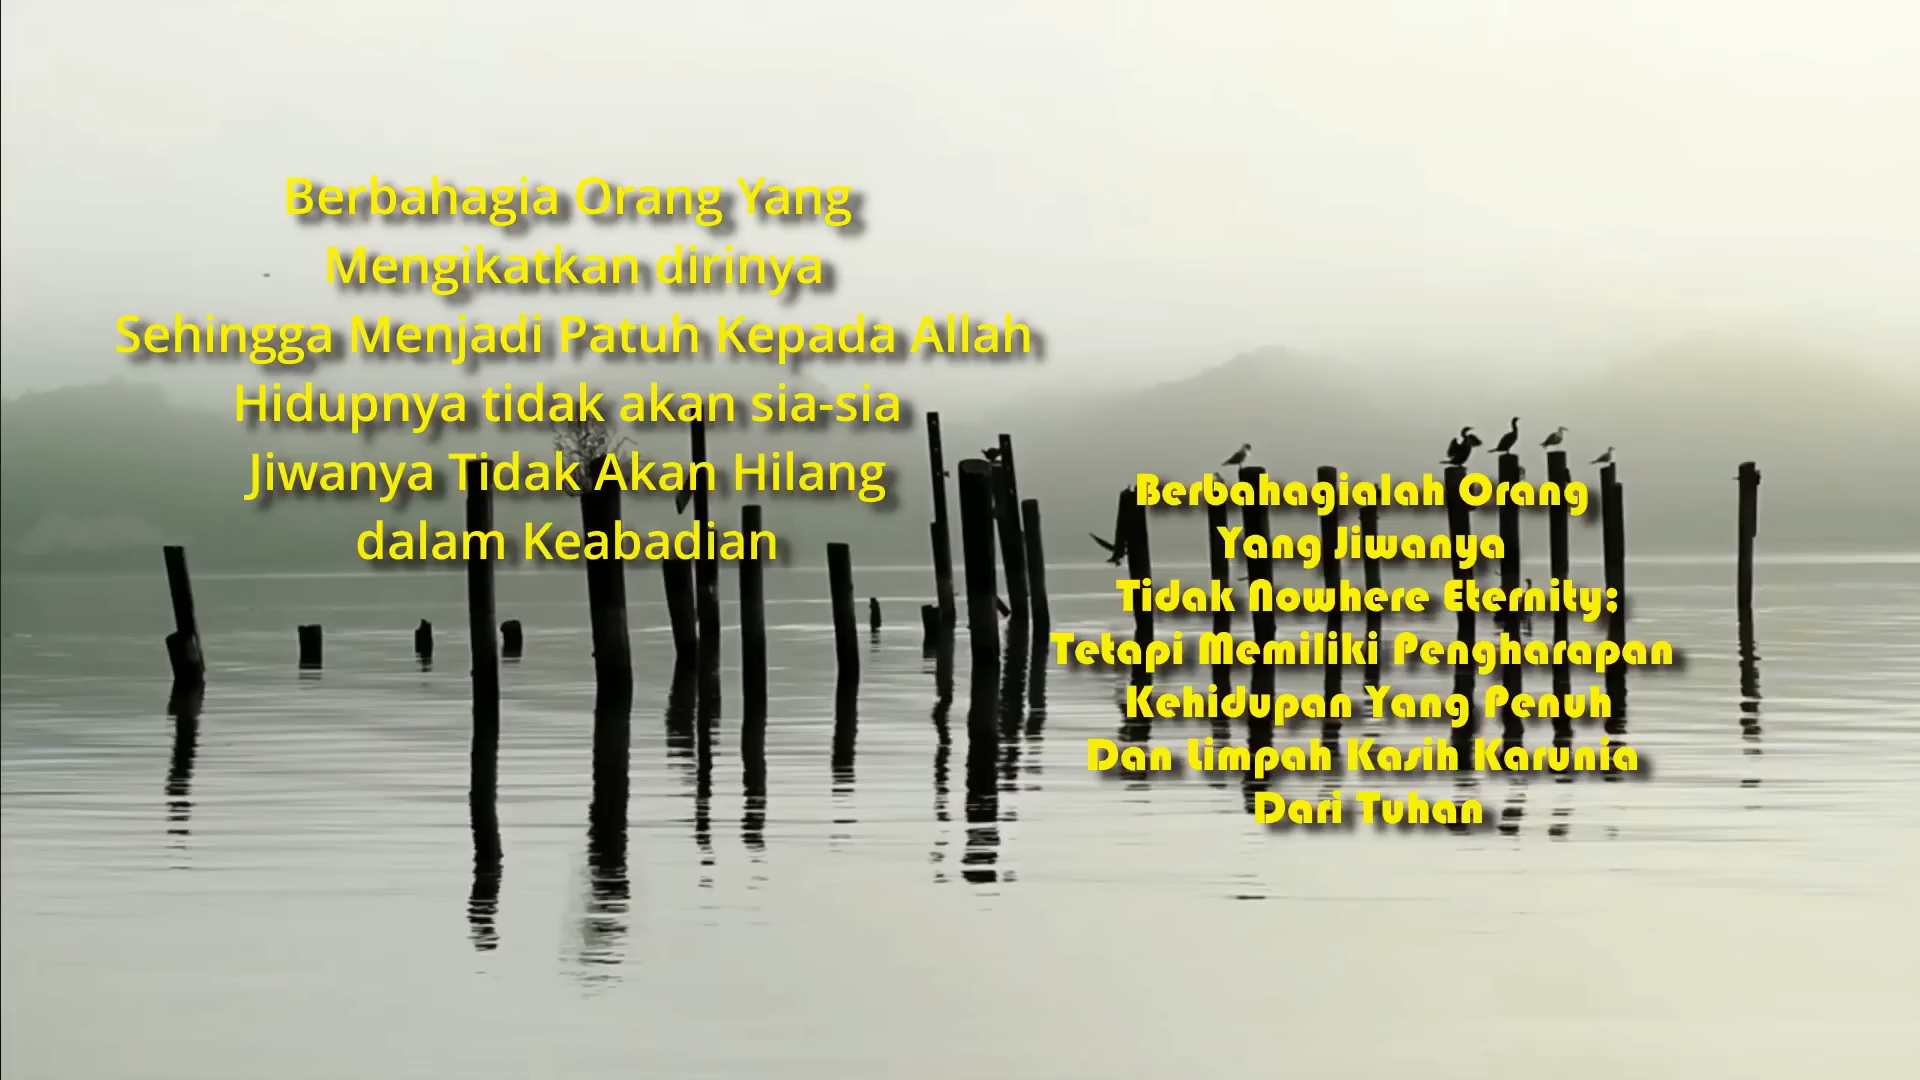 Berbahagia Orang Yang
Mengikatkan dirinya
Sehingga Menjadi Patuh Kepada Allah
Hidupnya tidak akan sia-sia
Jiwanya Tidak Akan Hilang
dalam Keabadian
Berbahagialah Orang
Yang Jiwanya
Tidak Nowhere Eternity;
Tetapi Memiliki Pengharapan
Kehidupan Yang Penuh
Dan Limpah Kasih Karunia
Dari Tuhan